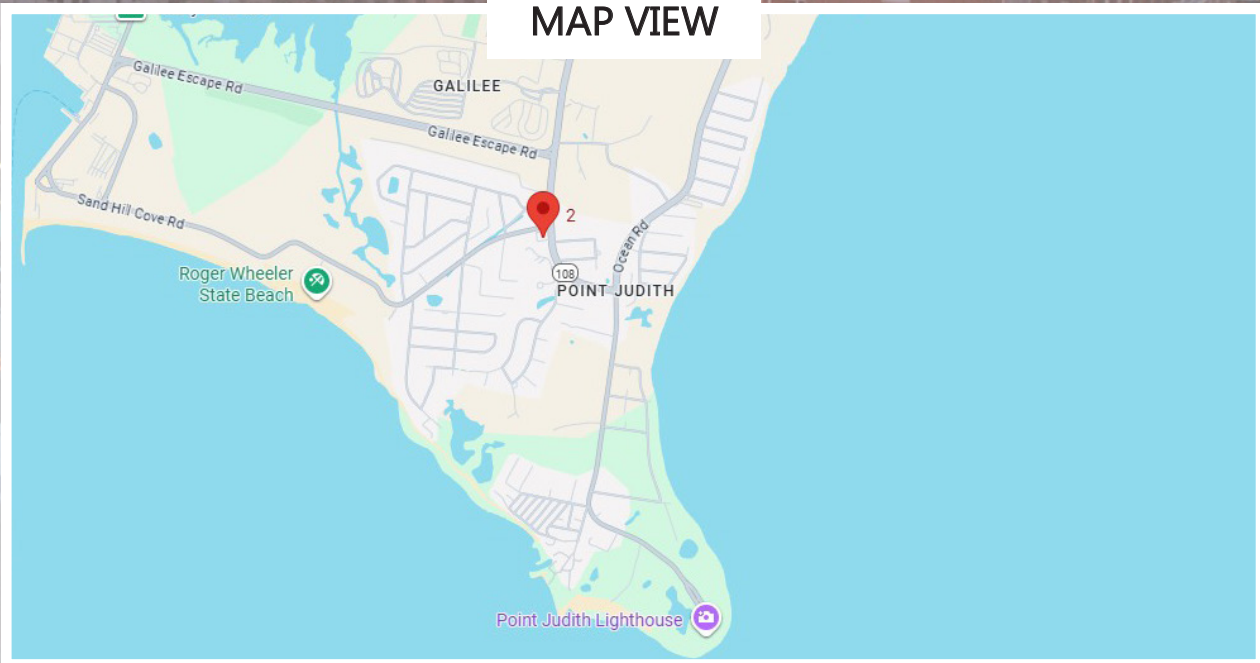 MAP VIEW
Galilee Escape Rd
GALILEE
Galilee Escape Rd
Sand Hill Cove Rd
2
Ocean Rd
Roger Wheeler
State Beach
108
POINT JUDITH
Point Judith Lighthouse